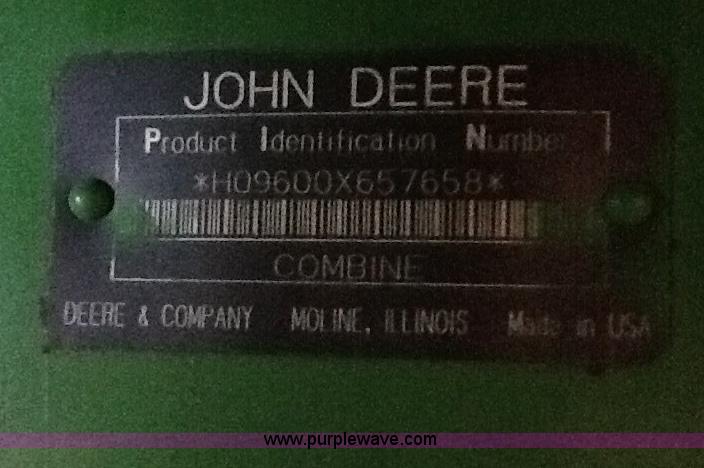 JOHN DEERE
Product Identification Number
*H09600X657658*
COMBINE
DEERE & COMPANY MOLINE, ILLINOIS Made in USA
www.purplewave.com